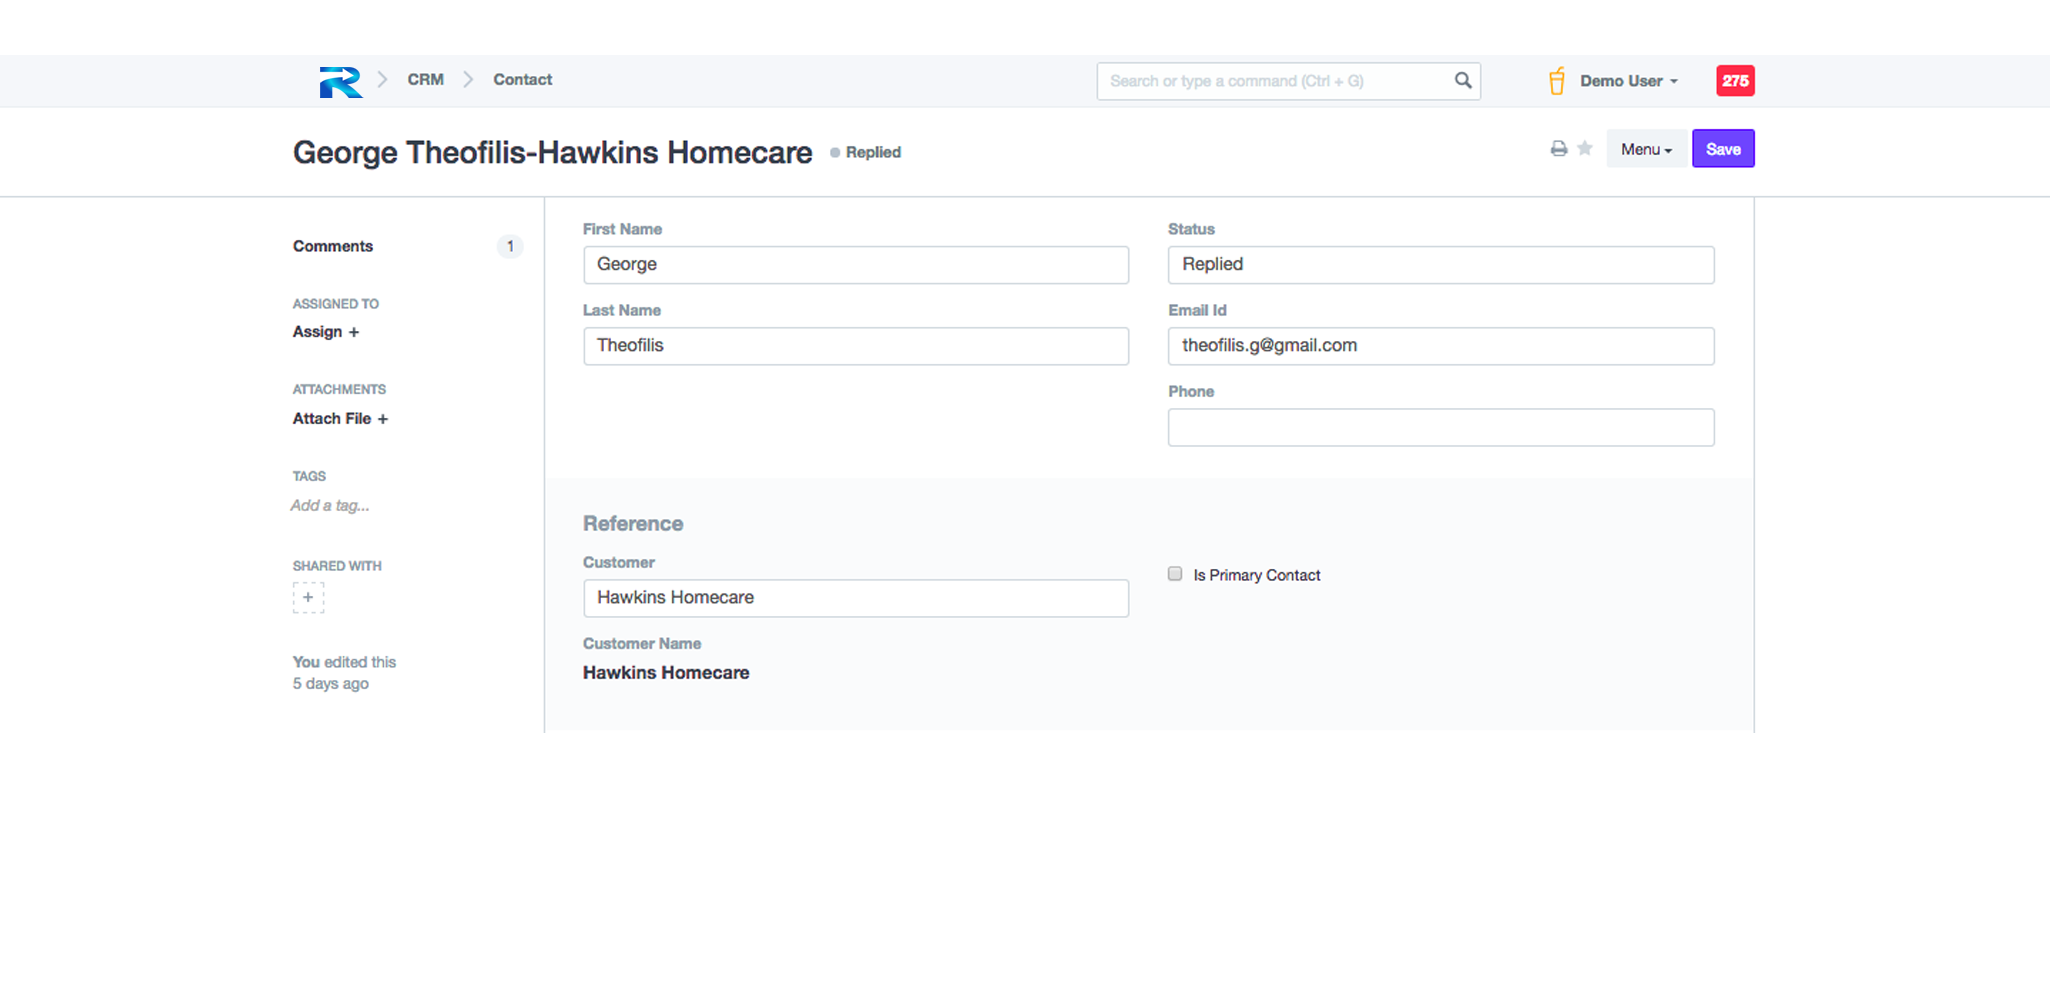 CRM
Contact
Search or type a command (Ctrl + G)
Demo User
275
George Theofilis-Hawkins Homecare
Replied
Menu
Save
Comments
1
ASSIGNED TO
Assign +
ATTACHMENTS
Attach File +
TAGS
Add a tag...
SHARED WITH
+
You edited this
5 days ago
First Name
George
Last Name
Theofilis
Status
Replied
Email Id
theofilis.g@gmail.com
Phone
Reference
Customer
Hawkins Homecare
Customer Name
Hawkins Homecare
Is Primary Contact